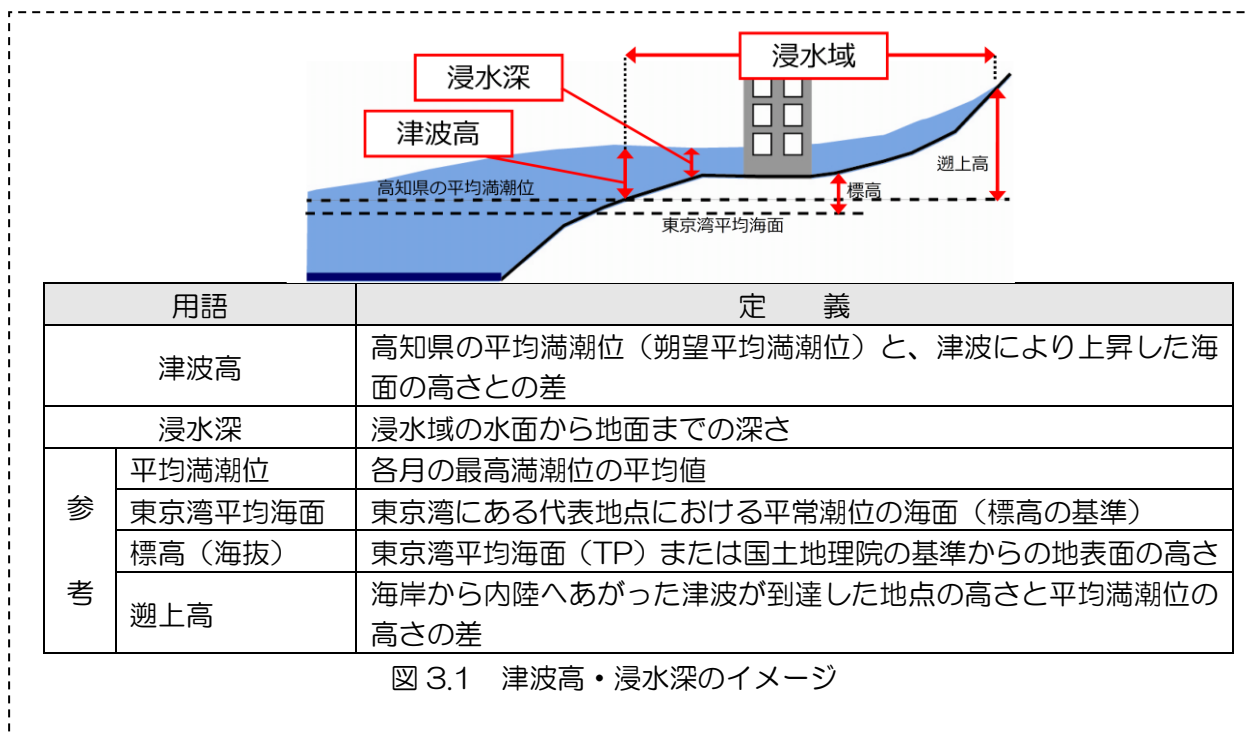 浸水域
浸水深
津波高
遡上高
高知県の平均満潮位
標高
東京湾平均海面
用語
定　義
津波高
高知県の平均満潮位（朔望平均満潮位）と、津波により上昇した海
面の高さとの差
浸水深
浸水域の水面から地面までの深さ
参
考
平均満潮位
各月の最高満潮位の平均値
東京湾平均海面
東京湾にある代表地点における平常潮位の海面（標高の基準）
標高（海抜）
東京湾平均海面（TP）または国土地理院の基準からの地表面の高さ
遡上高
海岸から内陸へあがった津波が到達した地点の高さと平均満潮位の
高さの差
図 3.1　津波高・浸水深のイメージ